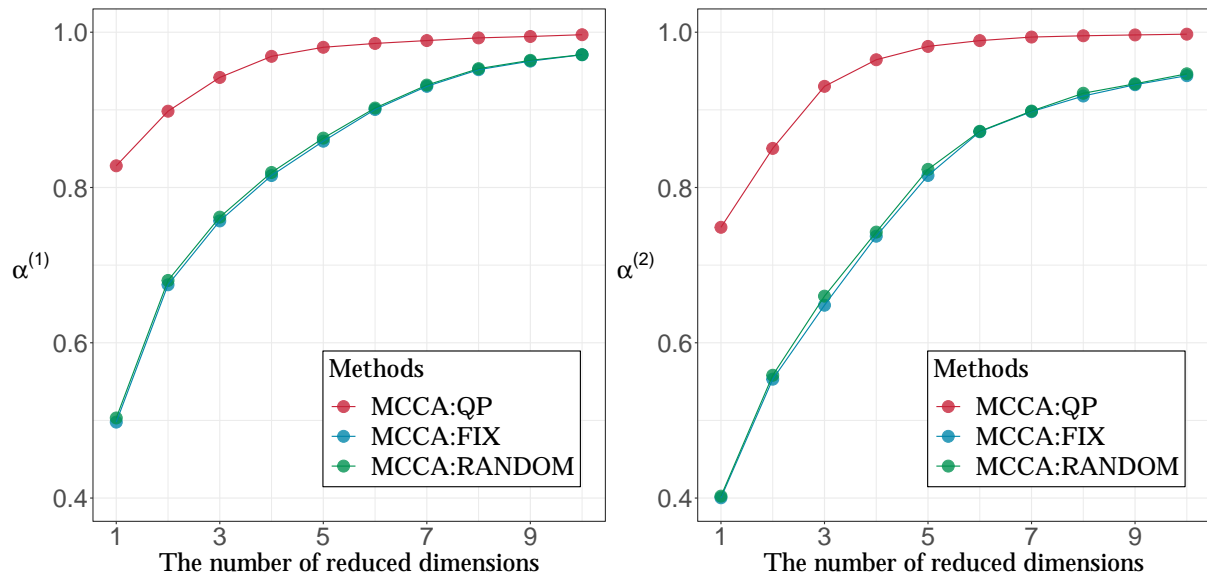 1.0
0.8
α(1)
0.6
0.4
Methods
MCCA:QP
MCCA:FIX
MCCA:RANDOM
1 3 5 7 9
The number of reduced dimensions
1.0
0.8
α(2)
0.6
0.4
Methods
MCCA:QP
MCCA:FIX
MCCA:RANDOM
1 3 5 7 9
The number of reduced dimensions